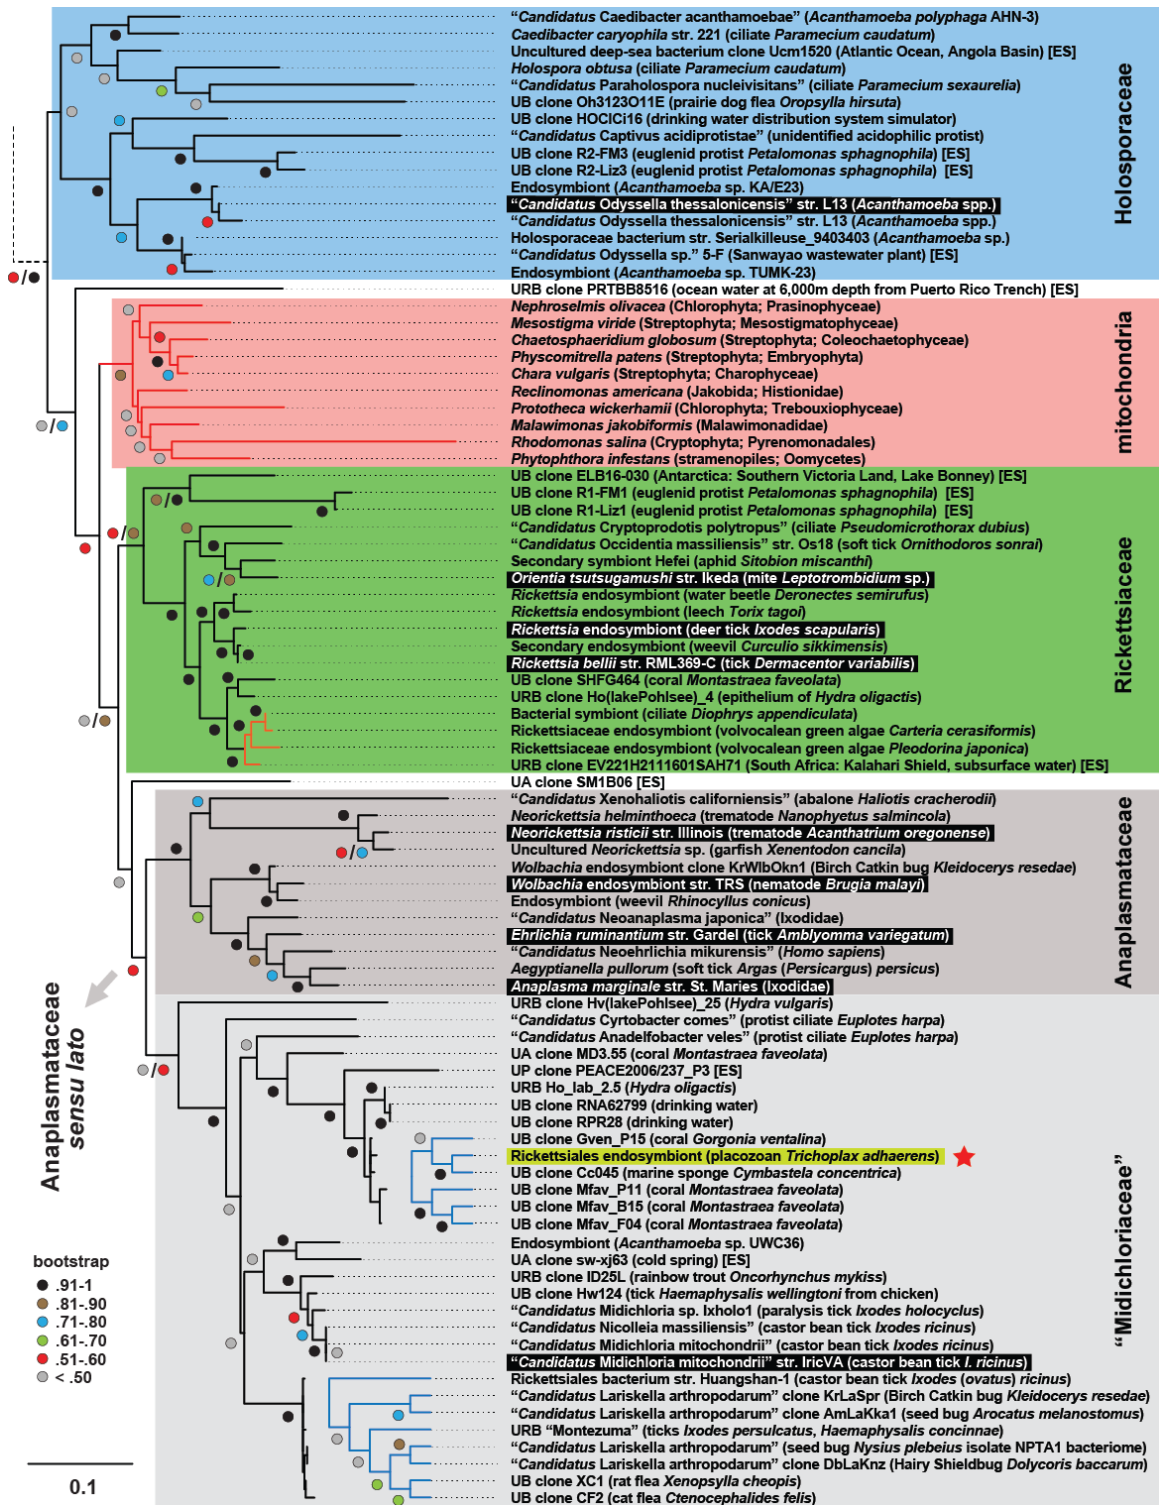 “Candidatus Caedibacter acanthamoebae” (Acanthamoeba polyphaga AHN-3)
Caedibacter caryophila str. 221 (ciliate Paramecium caudatum)
Uncultured deep-sea bacterium clone Ucm1520 (Atlantic Ocean, Angola Basin) [ES]
Holospora obtusa (ciliate Paramecium caudatum)
“Candidatus Paraholospora nucleivisitans” (ciliate Paramecium sexaurelia)
UB clone Oh3123O11E (prairie dog flea Oropsylla hirsuta)
UB clone HOCICi16 (drinking water distribution system simulator)
“Candidatus Captivus acidiprotistae” (unidentified acidophilic protist)
UB clone R2-FM3 (euglenid protist Petalomonas sphagnophila) [ES]
UB clone R2-Liz3 (euglenid protist Petalomonas sphagnophila) [ES]
Endosymbiont (Acanthamoeba sp. KA/E23)
“Candidatus Odyssella thessalonicensis” str. L13 (Acanthamoeba spp.)
“Candidatus Odyssella thessalonicensis” str. L13 (Acanthamoeba spp.)
Holosporaceae bacterium str. Serialkilleuse_9403403 (Acanthamoeba sp.)
“Candidatus Odyssella sp.” 5-F (Sanwayao wastewater plant) [ES]
Endosymbiont (Acanthamoeba sp. TUMK-23)
Holosporaceae
/
URB clone PRTBB8516 (ocean water at 6,000m depth from Puerto Rico Trench) [ES]
Nephroselmis olivacea (Chlorophyta; Prasinophyceae)
Mesostigma viride (Streptophyta; Mesostigmatophyceae)
Chaetosphaeridium globosum (Streptophyta; Coleochaetophyceae)
Physcomitrella patens (Streptophyta; Embryophyta)
Chara vulgaris (Streptophyta; Charophyceae)
Reclinomonas americana (Jakobida; Histionidae)
Prototheca wickerhamii (Chlorophyta; Trebouxiophyceae)
Malawimonas jakobiformis (Malawimonadidae)
Rhodomonas salina (Cryptophyta; Pyrenomonadales)
Phytophthora infestans (stramenopiles; Oomycetes)
mitochondria
/
UB clone ELB16-030 (Antarctica: Southern Victoria Land, Lake Bonney) [ES]
UB clone R1-FM1 (euglenid protist Petalomonas sphagnophila) [ES]
UB clone R1-Liz1 (euglenid protist Petalomonas sphagnophila) [ES]
“Candidatus Cryptoprodotis polytropus” (ciliate Pseudomicrothorax dubius)
“Candidatus Occidentia massiliensis” str. Os18 (soft tick Ornithodoros sonrai)
Secondary symbiont Hefei (aphid Sitobion miscanthi)
Orientia tsutsugamushi str. Ikeda (mite Leptotrombidium sp.)
Rickettsia endosymbiont (water beetle Deronectes semirufus)
Rickettsia endosymbiont (leech Torix tagoi)
Rickettsia endosymbiont (deer tick Ixodes scapularis)
Secondary endosymbiont (weevil Curculio sikkimensis)
Rickettsia bellii str. RML369-C (tick Dermacentor variabilis)
UB clone SHFG464 (coral Montastraea faveolata)
URB clone Ho(lakePohlsee)_4 (epithelium of Hydra oligactis)
Bacterial symbiont (ciliate Diophrys appendiculata)
Rickettsiaceae endosymbiont (volvocalean green algae Carteria cerasiformis)
Rickettsiaceae endosymbiont (volvocalean green algae Pleodorina japonica)
URB clone EV221H2111601SAH71 (South Africa: Kalahari Shield, subsurface water) [ES]
Rickettsiaceae
/
/
/
/
UA clone SM1B06 [ES]
“Candidatus Xenohaliotis californiensis” (abalone Haliotis cracherodii)
Neorickettsia helminthoeca (trematode Nanophyetus salmincola)
Neorickettsia risticii str. Illinois (trematode Acanthatrium oregonense)
Uncultured Neorickettsia sp. (garfish Xenentodon cancila)
Wolbachia endosymbiont clone KrWlbOkn1 (Birch Catkin bug Kleidocerys resedae)
Wolbachia endosymbiont str. TRS (nematode Brugia malayi)
Endosymbiont (weevil Rhinocyllus conicus)
“Candidatus Neoanaplasma japonica” (Ixodidae)
Ehrlichia ruminantium str. Gardel (tick Amblyomma variegatum)
“Candidatus Neoehrlichia mikurensis” (Homo sapiens)
Aegyptianella pullorum (soft tick Argas (Persicargus) persicus)
Anaplasma marginale str. St. Maries (Ixodidae)
Anaplasmataceae
/
URB clone Hv(lakePohlsee)_25 (Hydra vulgaris)
“Candidatus Cyrtobacter comes” (protist ciliate Euplotes harpa)
“Candidatus Anadelfobacter veles” (protist ciliate Euplotes harpa)
UA clone MD3.55 (coral Montastraea faveolata)
UP clone PEACE2006/237_P3 [ES]
URB Ho_lab_2.5 (Hydra oligactis)
UB clone RNA62799 (drinking water)
UB clone RPR28 (drinking water)
UB clone Gven_P15 (coral Gorgonia ventalina)
Rickettsiales endosymbiont (placozoan Trichoplax adhaerens)
UB clone Cc045 (marine sponge Cymbastela concentrica)
UB clone Mfav_P11 (coral Montastraea faveolata)
UB clone Mfav_B15 (coral Montastraea faveolata)
UB clone Mfav_F04 (coral Montastraea faveolata)
Endosymbiont (Acanthamoeba sp. UWC36)
UA clone sw-xj63 (cold spring) [ES]
URB clone ID25L (rainbow trout Oncorhynchus mykiss)
UB clone Hw124 (tick Haemaphysalis wellingtoni from chicken)
“Candidatus Midichloria sp. Ixholo1 (paralysis tick Ixodes holocyclus)
“Candidatus Nicolleia massiliensis” (castor bean tick Ixodes ricinus)
“Candidatus Midichloria mitochondrii” (castor bean tick Ixodes ricinus)
“Candidatus Midichloria mitochondrii” str. IricVA (castor bean tick I. ricinus)
Rickettsiales bacterium str. Huangshan-1 (castor bean tick Ixodes (ovatus) ricinus)
“Candidatus Lariskella arthropodarum” clone KrLaSpr (Birch Catkin bug Kleidocerys resedae)
“Candidatus Lariskella arthropodarum” clone AmLaKka1 (seed bug Arocatus melanostomus)
URB “Montezuma” (ticks Ixodes persulcatus, Haemaphysalis concinnae)
“Candidatus Lariskella arthropodarum” (seed bug Nysius plebeius isolate NPTA1 bacteriome)
“Candidatus Lariskella arthropodarum” clone DbLaKnz (Hairy Shieldbug Dolycoris baccarum)
UB clone XC1 (rat flea Xenopsylla cheopis)
UB clone CF2 (cat flea Ctenocephalides felis)
“Midichloriaceae”
/
Anaplasmataceae
sensu lato
bootstrap
.91-1
.81-.90
.71-.80
.61-.70
.51-.60
< .50
0.1